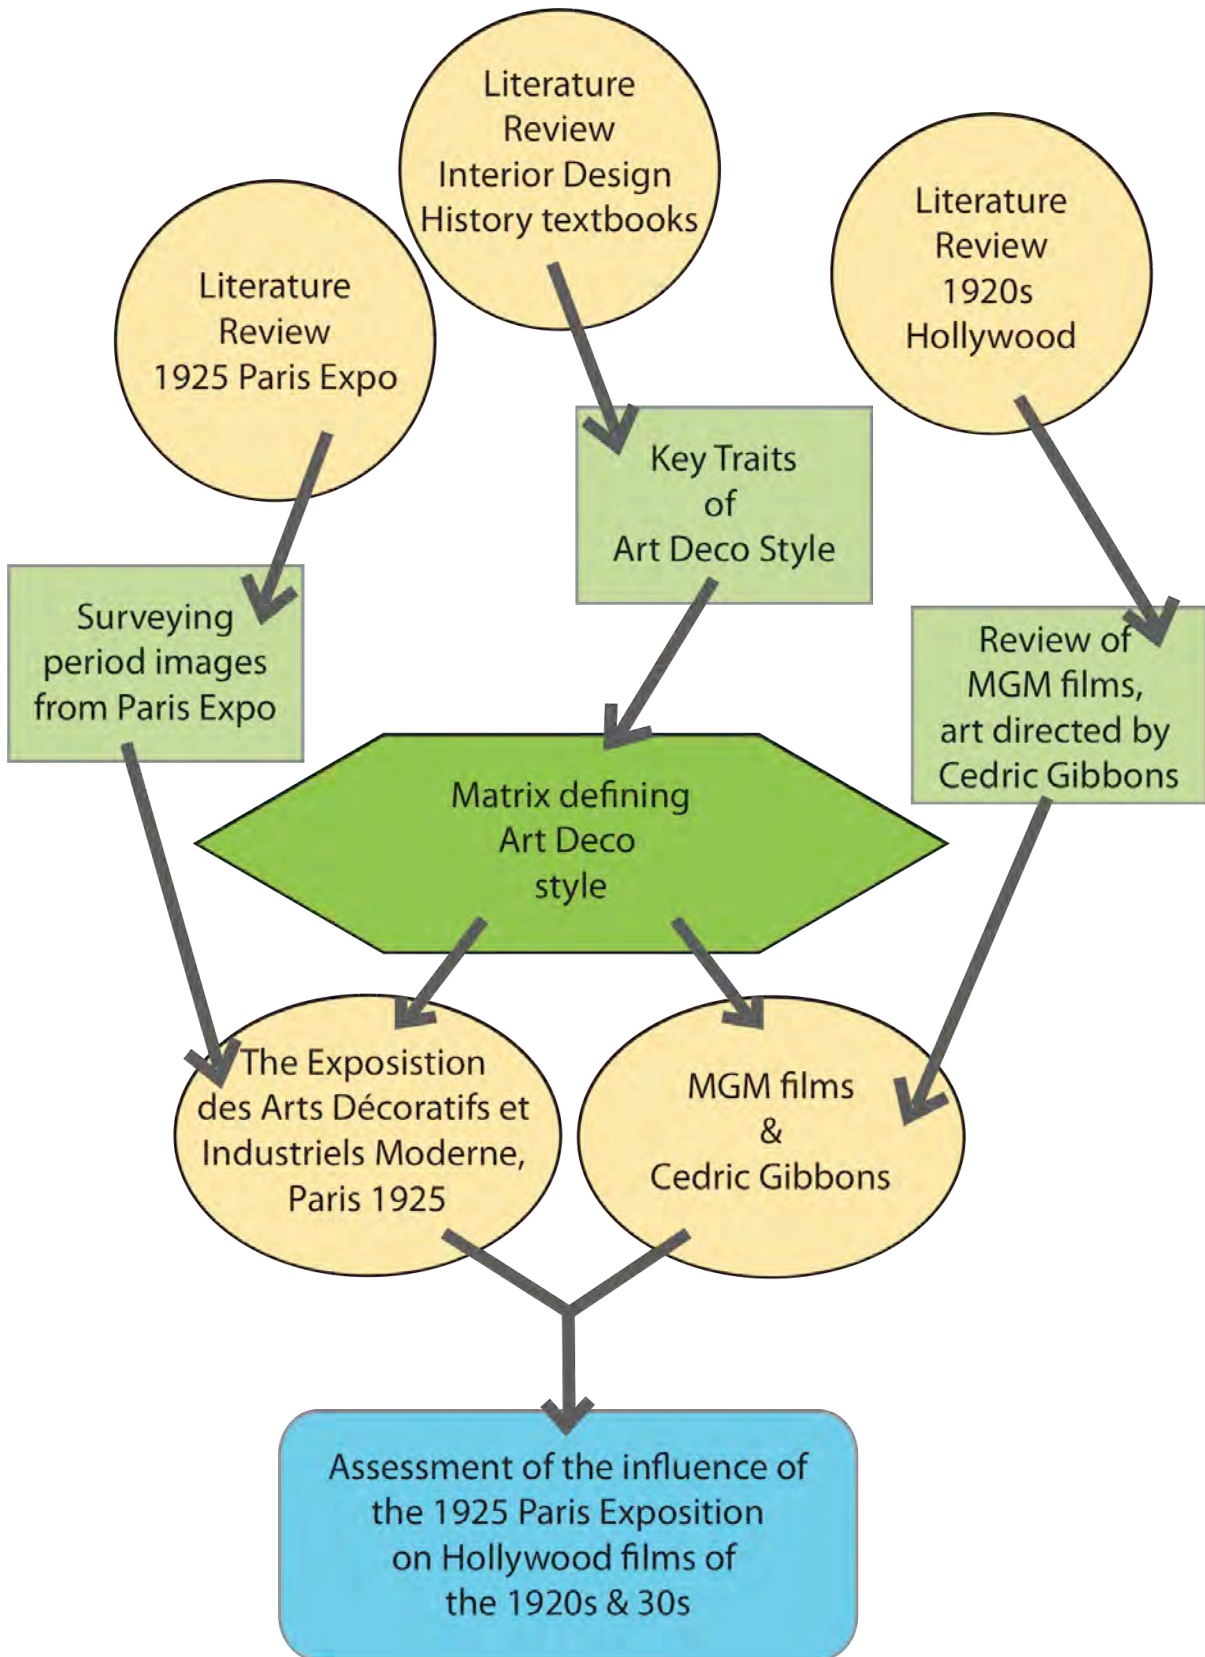 Literature
Review
Interior Design
History textbooks
Literature
Review
1920s
Hollywood
Literature
Review
1925 Paris Expo
Key Traits
of
Art Deco Style
Surveying
period images
from Paris Expo
Review of
MGM films,
art directed by
Cedric Gibbons
Matrix defining
Art Deco
style
The Exposistion
des Arts Décoratifs et
Industriels Moderne,
Paris 1925
MGM films
&
Cedric Gibbons
Assessment of the influence of
the 1925 Paris Exposition
on Hollywood films of
the 1920s & 30s